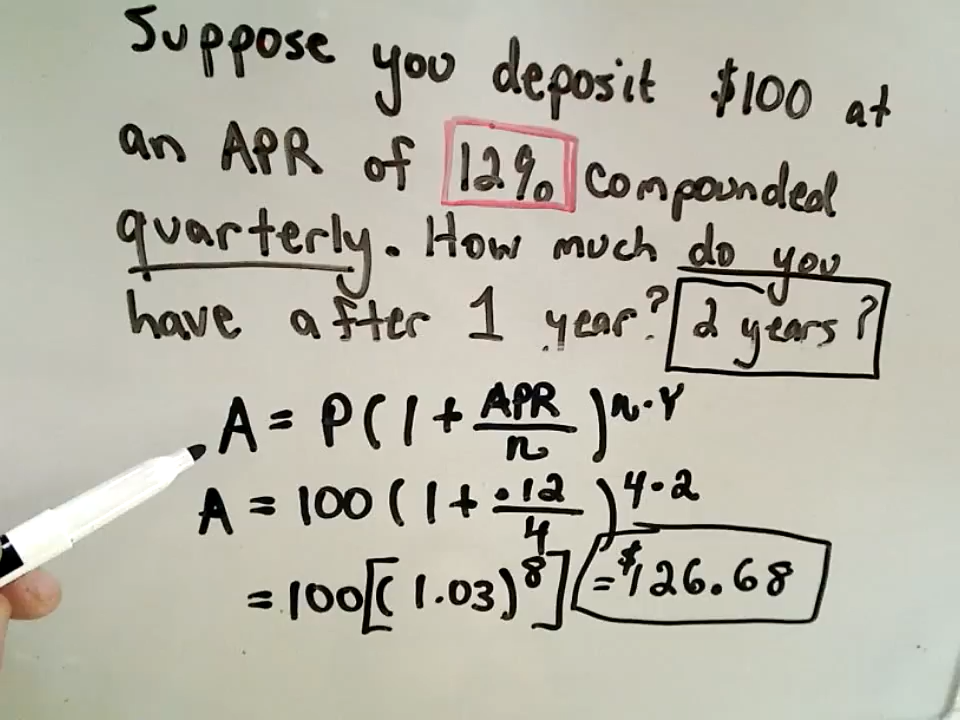 Suppose you deposit $100 at
an APR of 12% compounded
quarterly. How much do you
have after 1 year? 2 years?
A = P(1 + APR/n)^n·Y
A = 100(1 + .12/4)^4·2
= 100[(1.03)^8] = $126.68